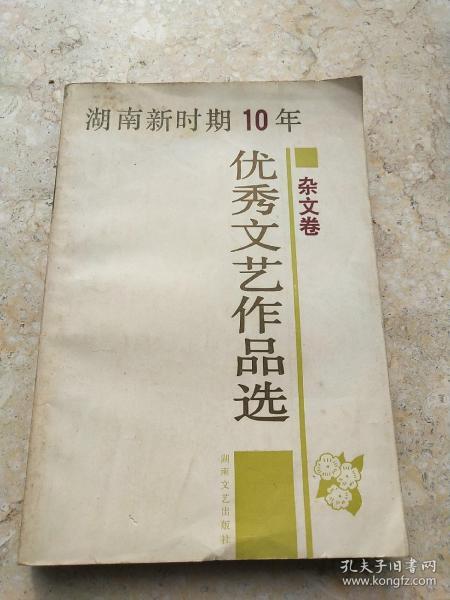 湖南新时期10年
优秀文艺作品选
杂文卷
湖南文艺出版社
孔夫子旧书网
www.kongfz.com